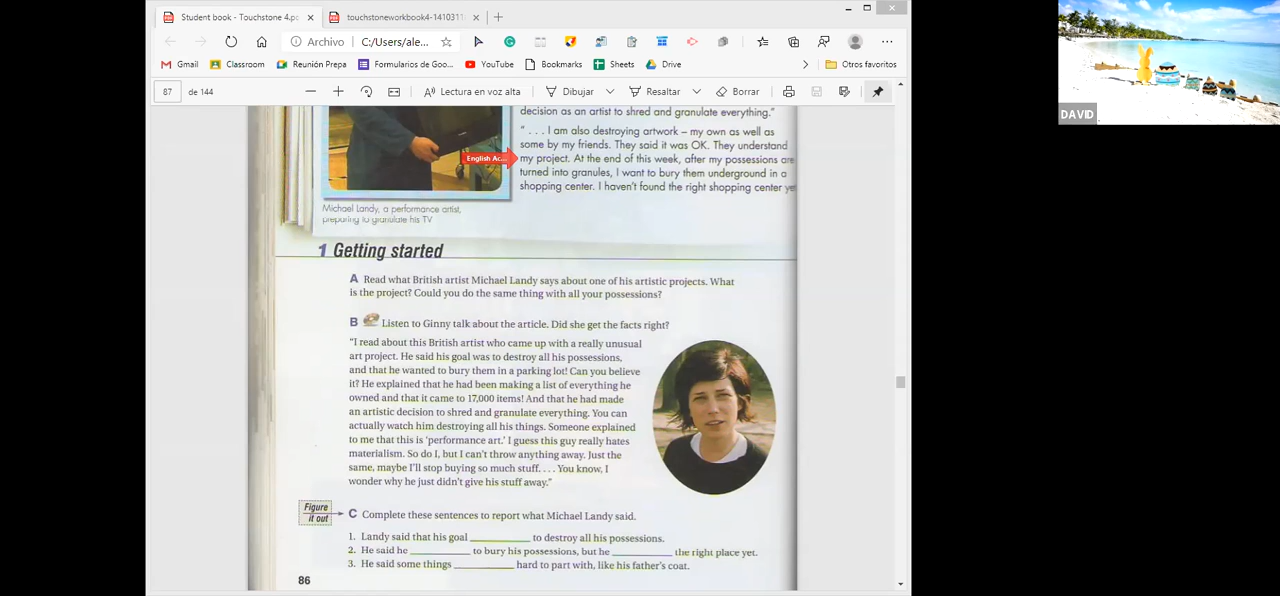 Student book - Touchstone 4.pc
touchstoneworkbook4-1410311
Archivo
C:/Users/ale...
Gmail
Classroom
Reunión Prepa
Formularios de Goo...
YouTube
Bookmarks
Sheets
Drive
Otros favoritos
87
de 144
Lectura en voz alta
Dibujar
Resaltar
Borrar
DAVID
decision as an artist to shred and granulate everything."
". . . I am also destroying artwork – my own as well as
some by my friends. They said it was OK. They understand
English Ac...
my project. At the end of this week, after my possessions are
turned into granules, I want to bury them underground in a
shopping center. I haven't found the right shopping center yet
Michael Landy, a performance artist,
preparing to granulate his TV
1 Getting started
A Read what British artist Michael Landy says about one of his artistic projects. What
is the project? Could you do the same thing with all your possessions?
B Listen to Ginny talk about the article. Did she get the facts right?
"I read about this British artist who came up with a really unusual
art project. He said his goal was to destroy all his possessions,
and that he wanted to bury them in a parking lot! Can you believe
it? He explained that he had been making a list of everything he
owned and that it came to 17,000 items! And that he had made
an artistic decision to shred and granulate everything. You can
actually watch him destroying all his things. Someone explained
to me that this is 'performance art.' I guess this guy really hates
materialism. So do I, but I can't throw anything away. Just the
same, maybe I'll stop buying so much stuff. . . . You know, I
wonder why he just didn't give his stuff away."
Figure
it out
C Complete these sentences to report what Michael Landy said.
1. Landy said that his goal __________ to destroy all his possessions.
2. He said he __________ to bury his possessions, but he __________ the right place yet.
3. He said some things __________ hard to part with, like his father's coat.
86